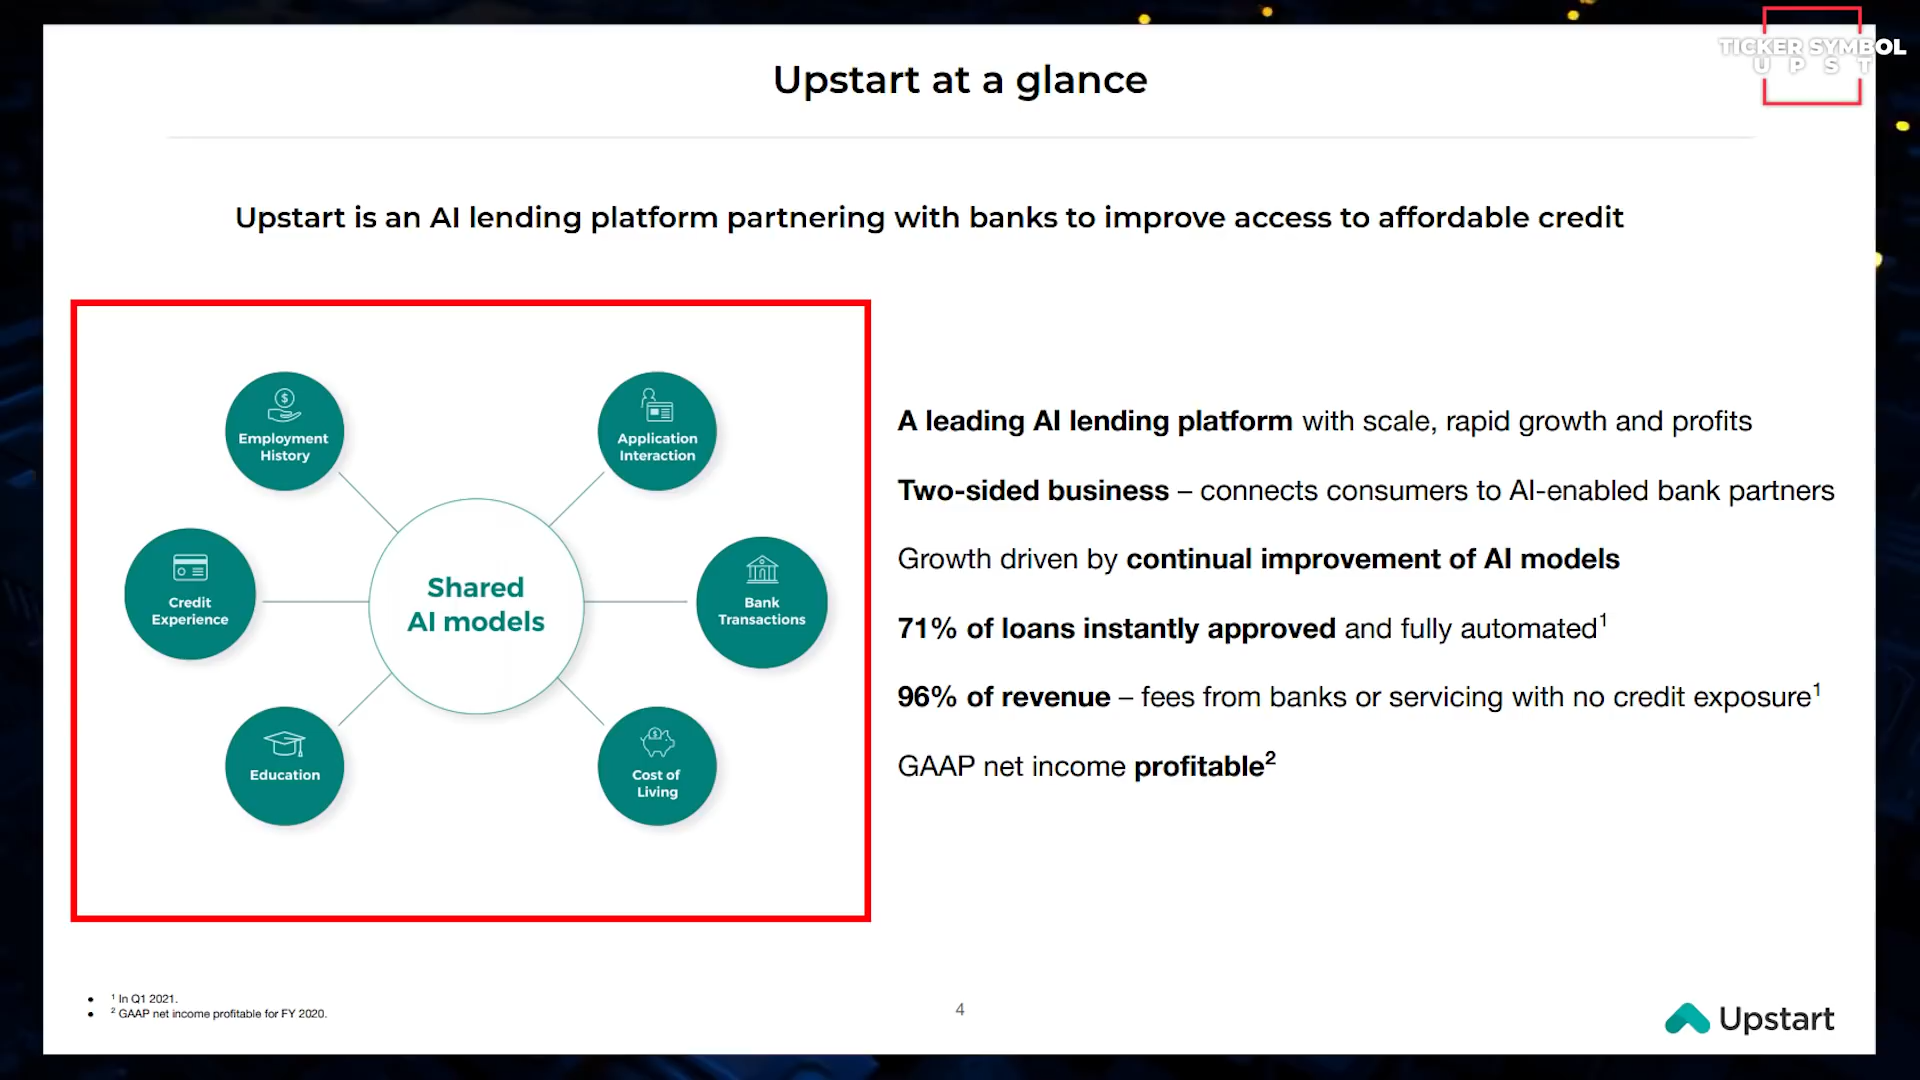 TICKER SYMBOL
U P S T
Upstart at a glance
Upstart is an AI lending platform partnering with banks to improve access to affordable credit
Employment
History
Application
Interaction
Credit
Experience
Shared
AI models
Bank
Transactions
Education
Cost of
Living
A leading AI lending platform with scale, rapid growth and profits
Two-sided business – connects consumers to AI-enabled bank partners
Growth driven by continual improvement of AI models
71% of loans instantly approved and fully automated¹
96% of revenue – fees from banks or servicing with no credit exposure¹
GAAP net income profitable²
• ¹ In Q1 2021.
• ² GAAP net income profitable for FY 2020.
4
Upstart